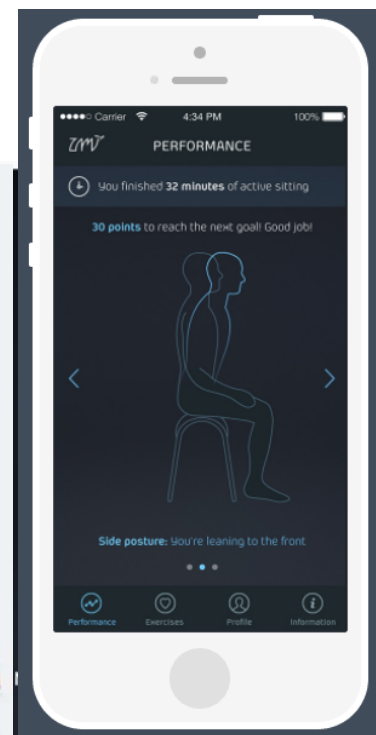 Carrier 4:34 PM 100%
PERFORMANCE
You finished 32 minutes of active sitting
30 points to reach the next goal! Good job!
Side posture: You're leaning to the front
Performance Exercises Profile Information